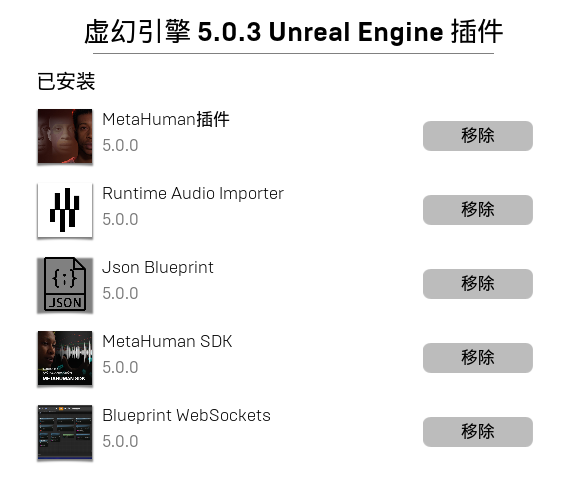 虚幻引擎 5.0.3 Unreal Engine 插件
已安装
MetaHuman插件
5.0.0
移除
Runtime Audio Importer
5.0.0
移除
Json Blueprint
5.0.0
移除
{;}
JSON
MetaHuman SDK
5.0.0
移除
METAHUMAN SDK
Blueprint WebSockets
5.0.0
移除